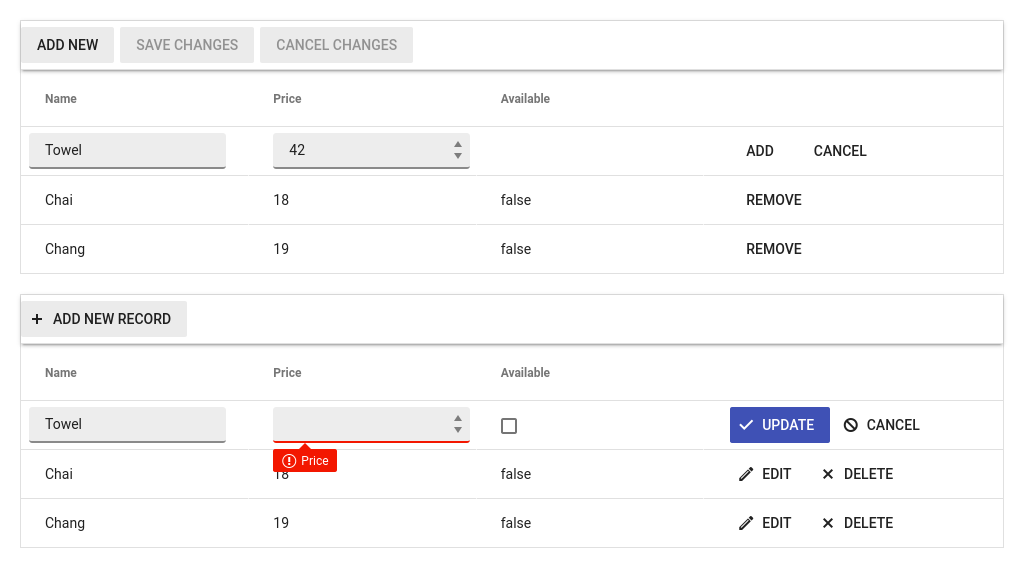 ADD NEW SAVE CHANGES CANCEL CHANGES
Name Price Available
Towel 42 ADD CANCEL
Chai 18 false REMOVE
Chang 19 false REMOVE
ADD NEW RECORD
Name Price Available
Towel UPDATE CANCEL
Price
Chai 18 false EDIT DELETE
Chang 19 false EDIT DELETE